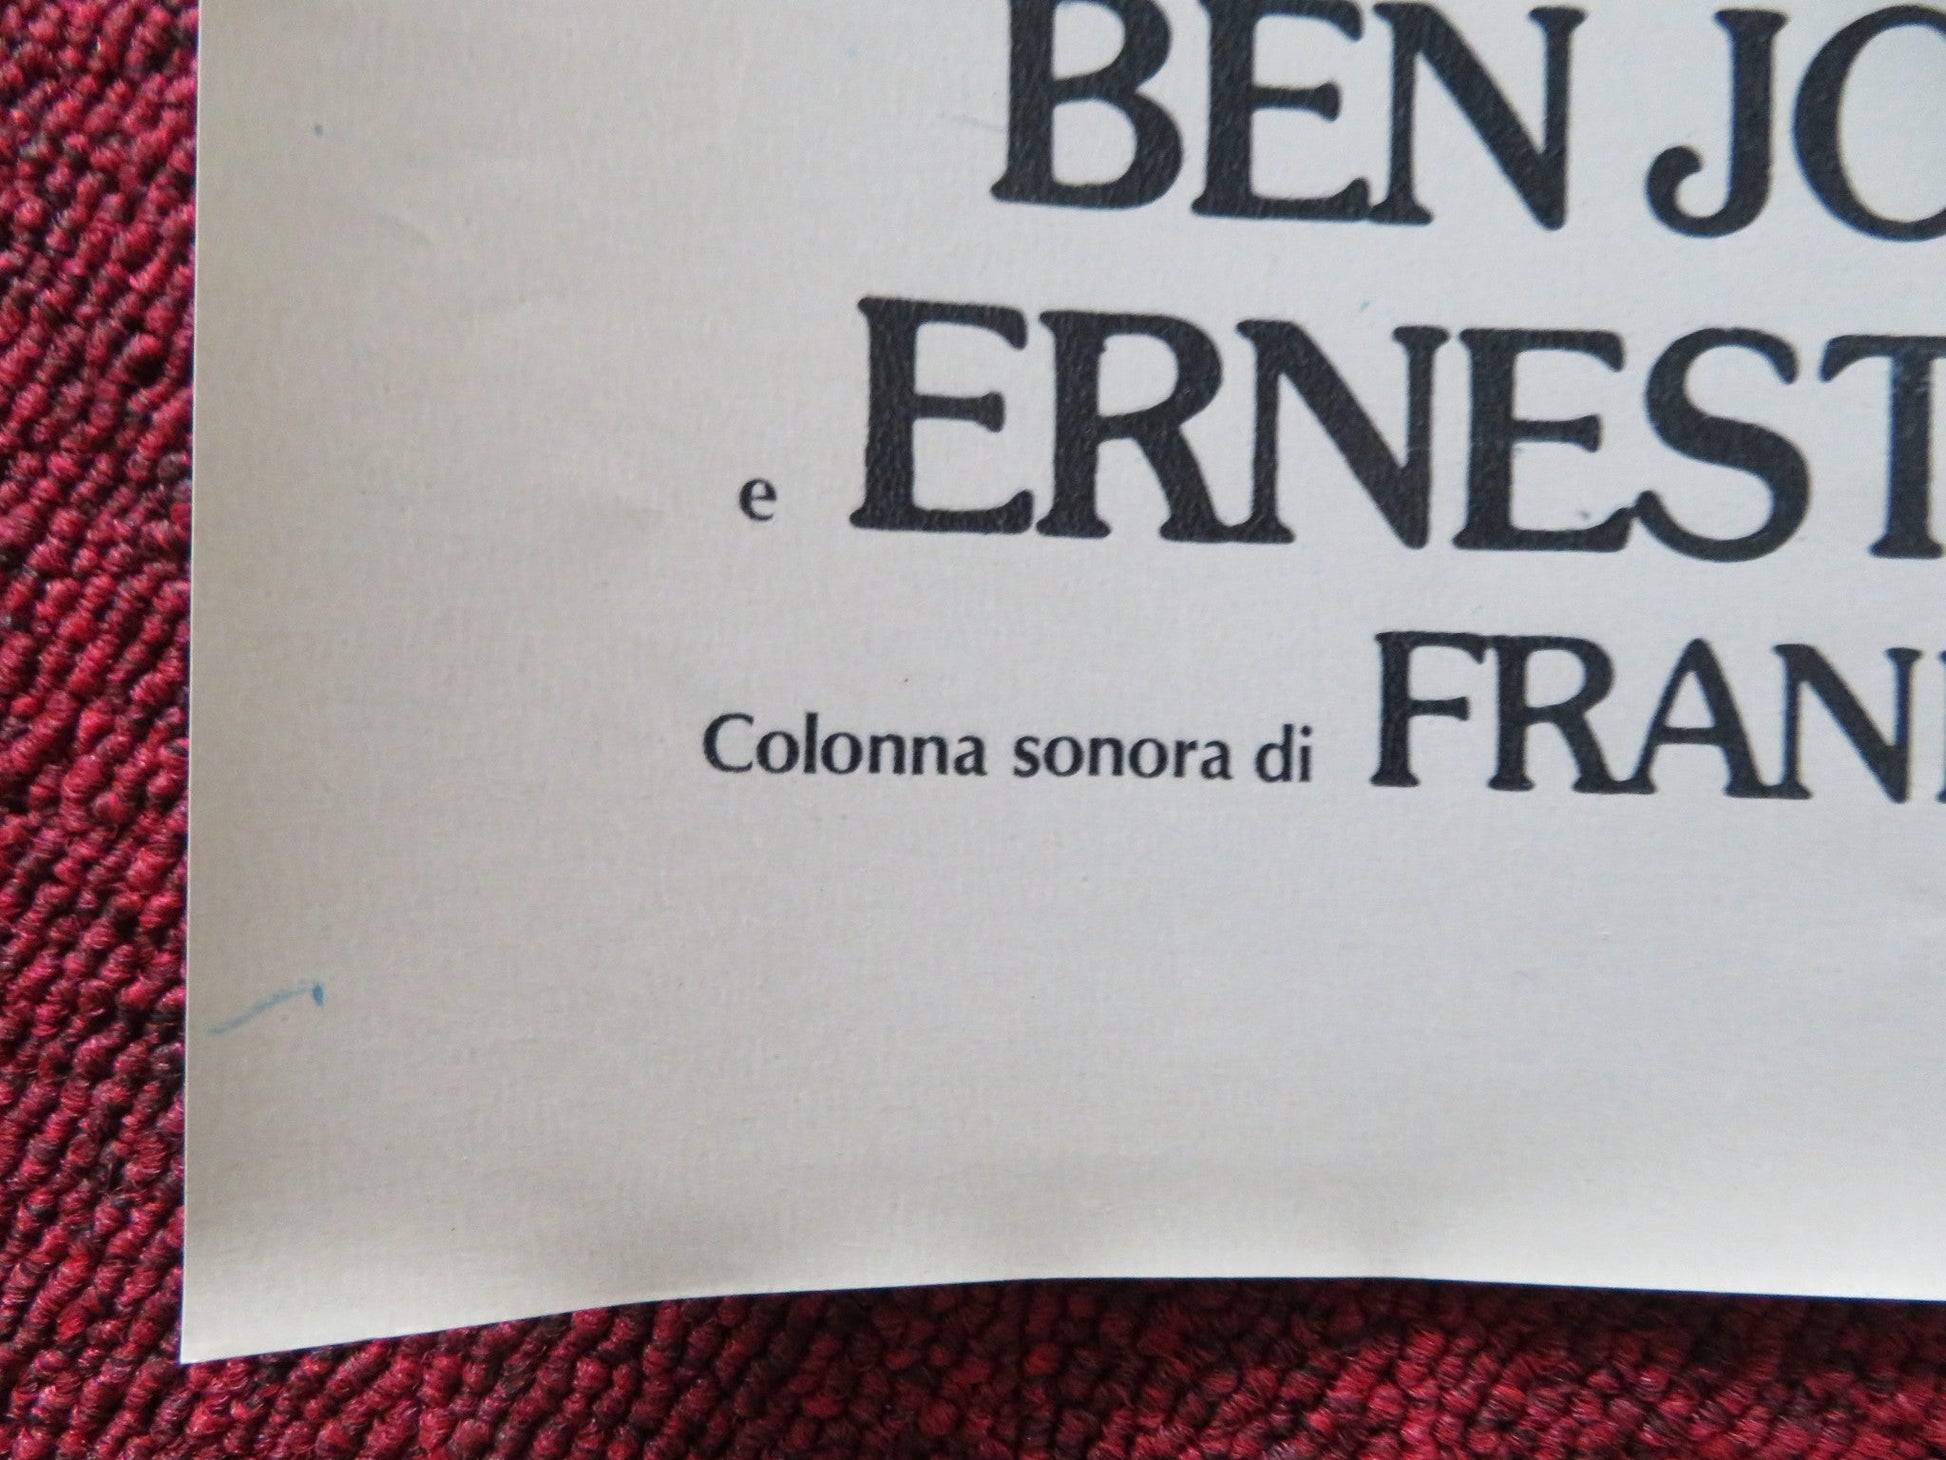 BEN JO
e ERNEST
Colonna sonora di FRAN